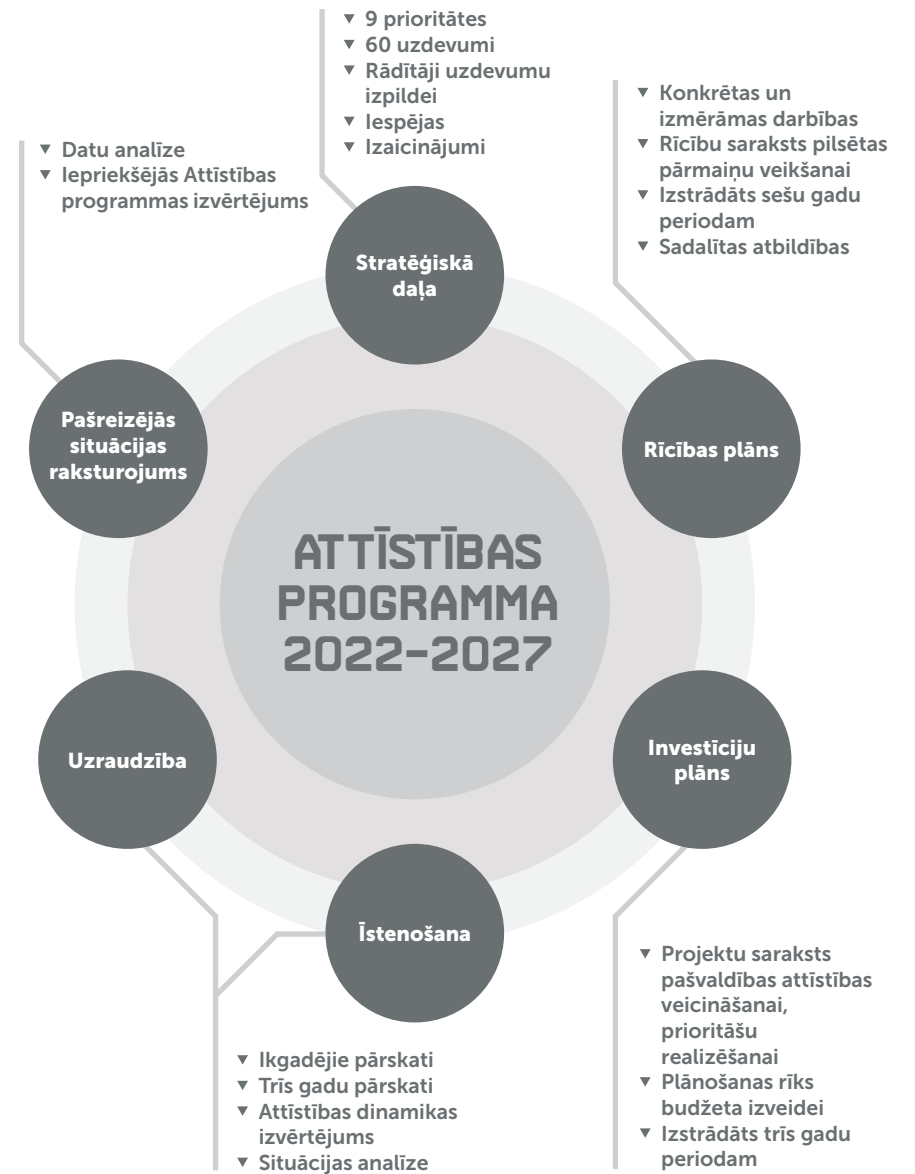 ▼ 9 prioritātes
▼ 60 uzdevumi
▼ Rādītāji uzdevumu
izpildei
▼ Iespējas
▼ Izaicinājumi
▼ Konkrētas un
izmērāmas darbības
▼ Rīcību saraksts pilsētas
pārmaiņu veikšanai
▼ Izstrādāts sešu gadu
periodam
▼ Sadalītas atbildības
▼ Datu analīze
▼ Iepriekšējās Attīstības
programmas izvērtējums
Stratēģiskā
daļa
Pašreizējās
situācijas
raksturojums
Rīcības plāns
ATTĪSTĪBAS
PROGRAMMA
2022-2027
Uzraudzība
Investīciju
plāns
Īstenošana
▼ Ikgadējie pārskati
▼ Trīs gadu pārskati
▼ Attīstības dinamikas
izvērtējums
▼ Situācijas analīze
▼ Projektu saraksts
pašvaldības attīstības
veicināšanai,
prioritāšu
realizēšanai
▼ Plānošanas rīks
budžeta izveidei
▼ Izstrādāts trīs gadu
periodam